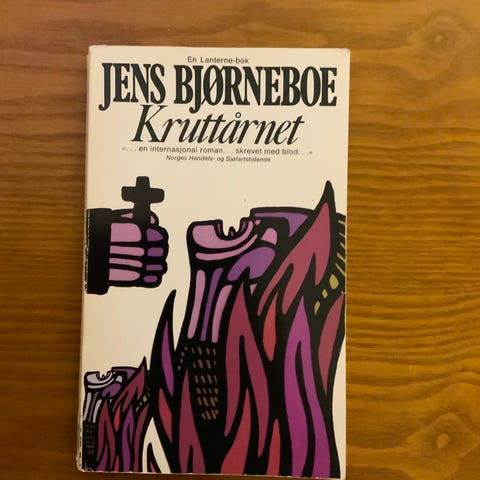 En Lanterne-bok
JENS BJØRNEBOE
Kruttårnet
«... en internasjonal roman... skrevet med blod...»
Norges Handels- og Sjøfartstidende